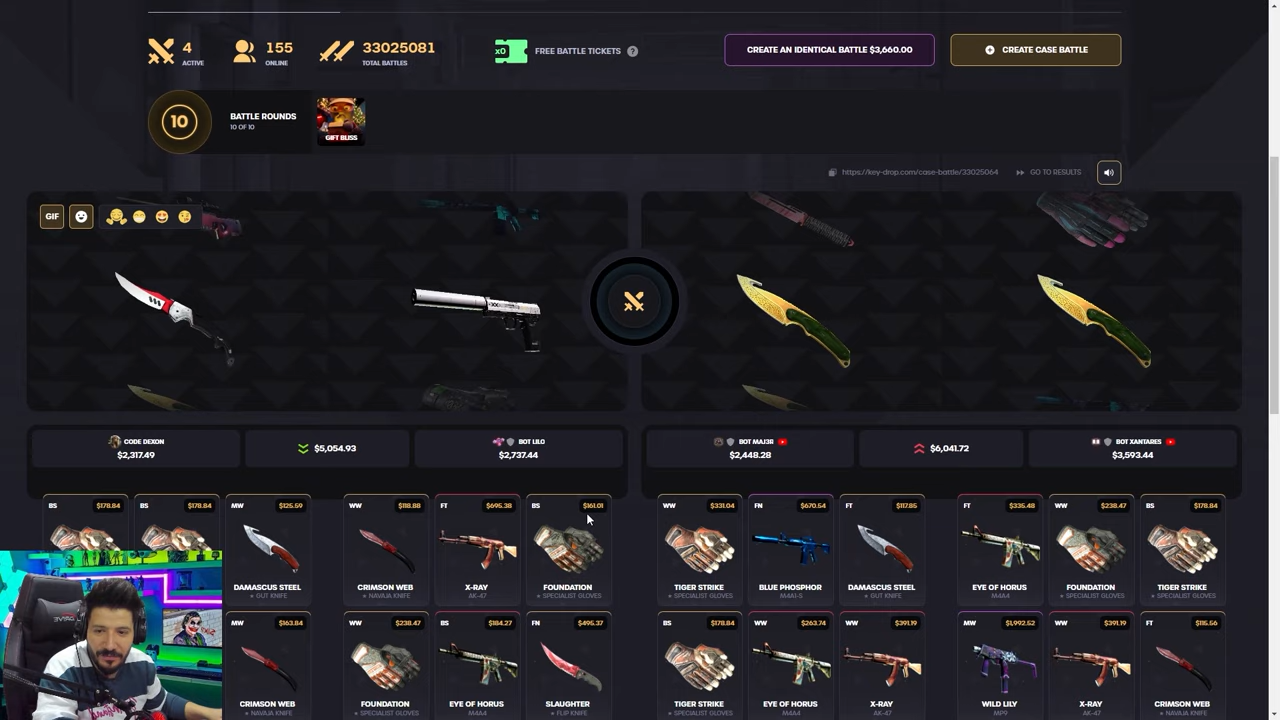 4
ACTIVE
155
ONLINE
33025081
TOTAL BATTLES
x0
FREE BATTLE TICKETS ?
CREATE AN IDENTICAL BATTLE $3,660.00
CREATE CASE BATTLE
10
BATTLE ROUNDS
10 OF 10
GIFT BLISS
https://key-drop.com/case-battle/33025064
GO TO RESULTS
GIF
CODE DEXON
$2,317.49
$5,054.93
BOT LILO
$2,737.44
BOT MAJ3R
$2,448.28
$6,041.72
BOT XANTARES
$3,593.44
BS $178.84
BS $178.84
MW $125.59
WW $118.88
FT $695.38
BS $161.01
WW $331.04
FN $670.54
FT $117.85
FT $335.48
WW $238.47
BS $178.84
DAMASCUS STEEL
★ GUT KNIFE
CRIMSON WEB
★ NAVAJA KNIFE
X-RAY
AK-47
FOUNDATION
★ SPECIALIST GLOVES
TIGER STRIKE
★ SPECIALIST GLOVES
BLUE PHOSPHOR
M4A1-S
DAMASCUS STEEL
★ GUT KNIFE
EYE OF HORUS
M4A4
FOUNDATION
★ SPECIALIST GLOVES
TIGER STRIKE
★ SPECIALIST GLOVES
MW $163.84
WW $238.47
BS $184.27
FN $495.37
BS $178.84
WW $263.74
WW $391.19
MW $1,992.52
WW $391.19
FT $115.56
CRIMSON WEB
★ NAVAJA KNIFE
FOUNDATION
★ SPECIALIST GLOVES
EYE OF HORUS
M4A4
SLAUGHTER
★ FLIP KNIFE
TIGER STRIKE
★ SPECIALIST GLOVES
EYE OF HORUS
M4A4
X-RAY
AK-47
WILD LILY
MP9
X-RAY
AK-47
CRIMSON WEB
★ NAVAJA KNIFE